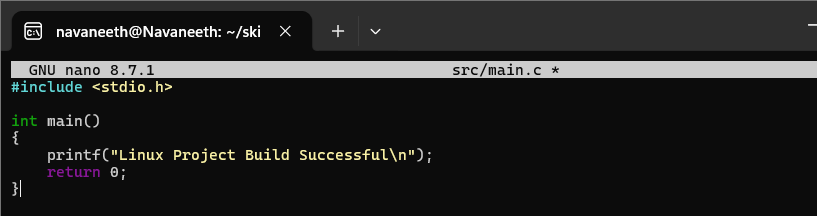 navaneeth@Navaneeth: ~/ski
GNU nano 8.7.1 src/main.c *
#include <stdio.h>

int main()
{
    printf("Linux Project Build Successful\n");
    return 0;
}